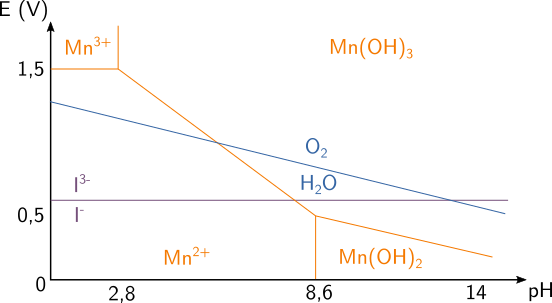 E (V)
Mn³⁺
Mn(OH)₃
1,5
O₂
I³⁻
H₂O
0,5
I⁻
Mn²⁺
Mn(OH)₂
0
2,8
8,6
14
pH